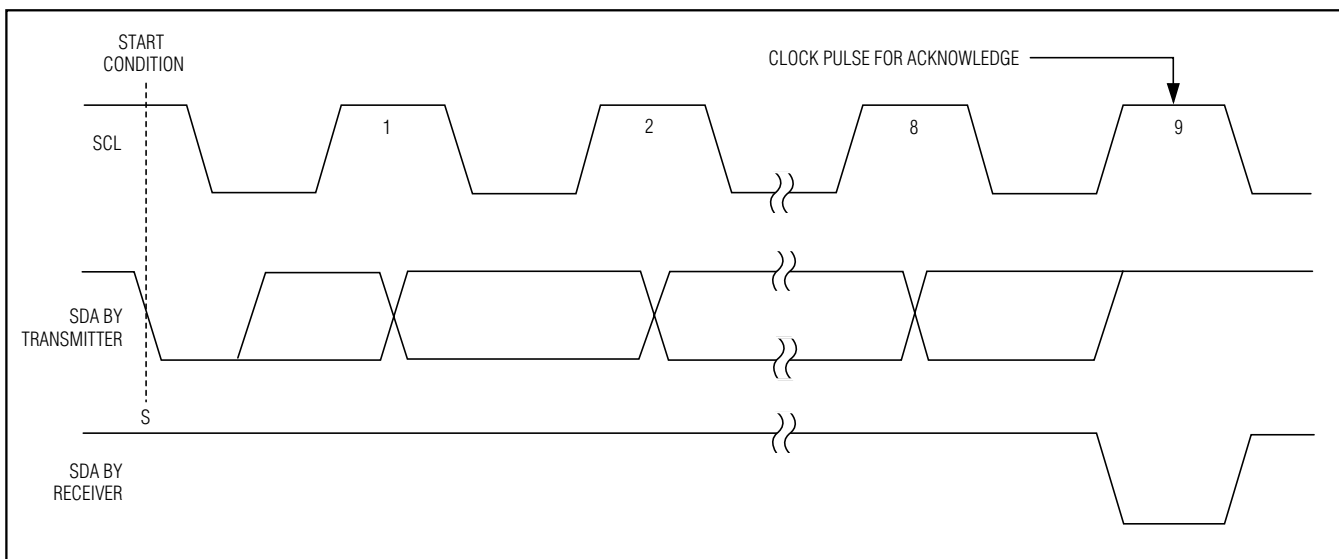 START
CONDITION
CLOCK PULSE FOR ACKNOWLEDGE
SCL
1
2
8
9
SDA BY
TRANSMITTER
S
SDA BY
RECEIVER